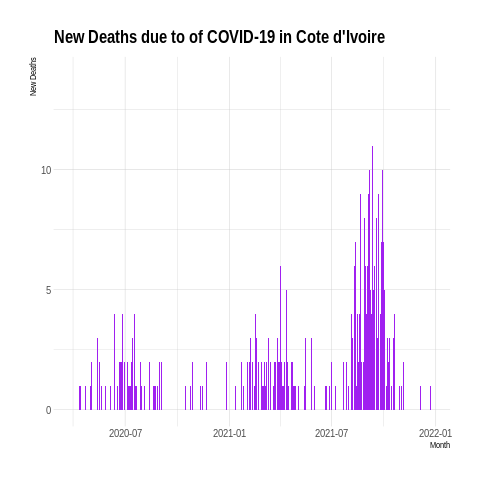 New Deaths due to of COVID-19 in Cote d'Ivoire
New Deaths
10
5
0
2020-07 2021-01 2021-07 2022-01
Month